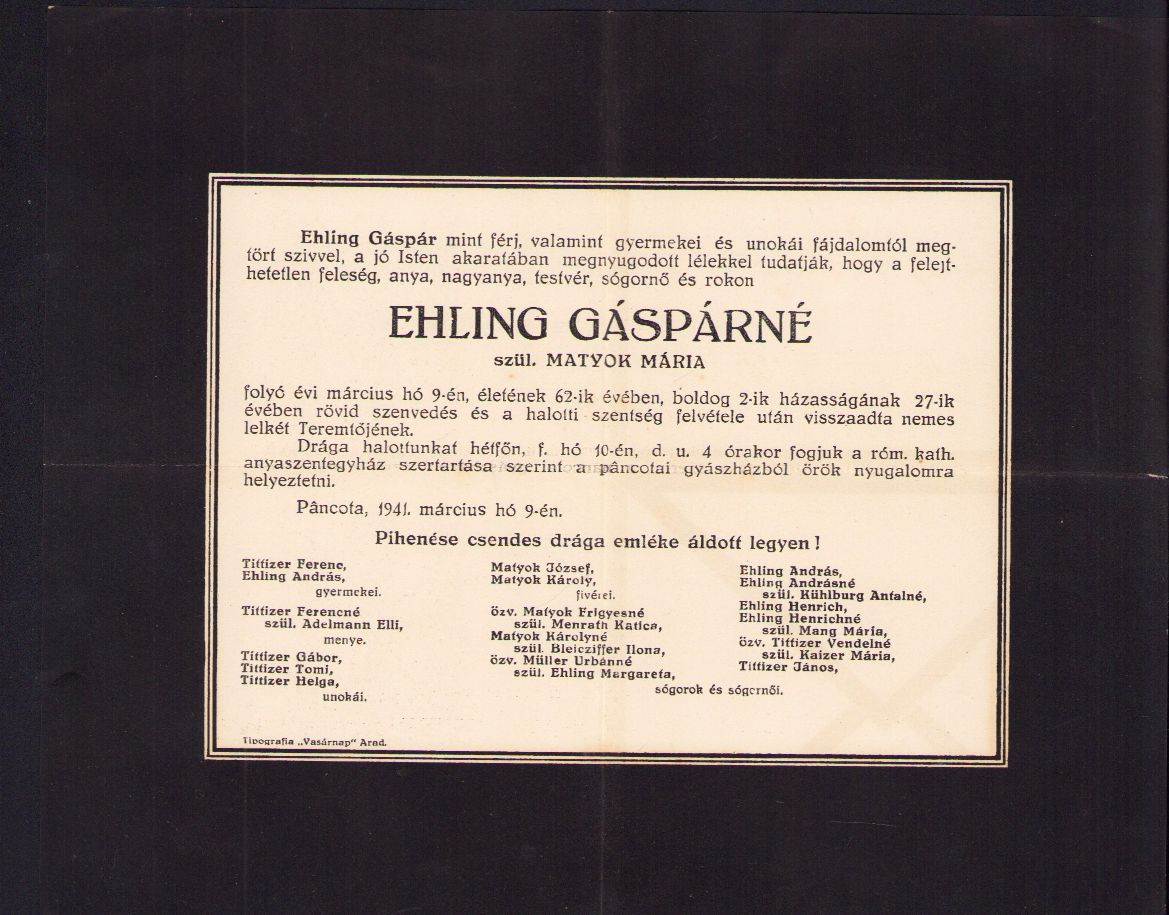 Ehling Gáspár mint férj, valamint gyermekei és unokái fájdalomtól meg-
tört szivvel, a jó Isten akaratában megnyugodott lélekkel tudatják, hogy a felejt-
hetetlen feleség, anya, nagyanya, testvér, sógornő és rokon
EHLING GÁSPÁRNÉ
szül. MATYOK MÁRIA
folyó évi március hó 9-én, életének 62-ik évében, boldog 2-ik házasságának 27-ik
évében rövid szenvedés és a halotti szentség felvétele után visszaadta nemes
lelkét Teremtőjének.
Drága halottunkat hétfőn, f. hó 10-én, d. u. 4 órakor fogjuk a róm. kath.
anyaszentegyház szertartása szerint a pâncotai gyászházból örök nyugalomra
helyeztetni.
Pâncota, 1941. március hó 9-én.
Pihenése csendes drága emléke áldott legyen!
Tittizer Ferenc,
Ehling András,
gyermekei.
Tittizer Ferencné
szül. Adelmann Elli,
menye.
Tittizer Gábor,
Tittizer Tomi,
Tittizer Helga,
unokái.
Matyok József,
Matyok Károly,
fivérei.
özv. Matyok Frigyesné
szül. Menrath Katica,
Matyok Károlyné
szül. Bleicziffer Ilona,
özv. Müller Urbánné
szül. Ehling Margareta,
Ehling András,
Ehling Andrásné
szül. Kühlburg Antalné,
Ehling Henrich,
Ehling Henrichné
szül. Mang Mária,
özv. Tittizer Vendelné
szül. Kaizer Mária,
Tittizer János,
sógorok és sógornői.
Tipografia „Vasárnap" Arad.